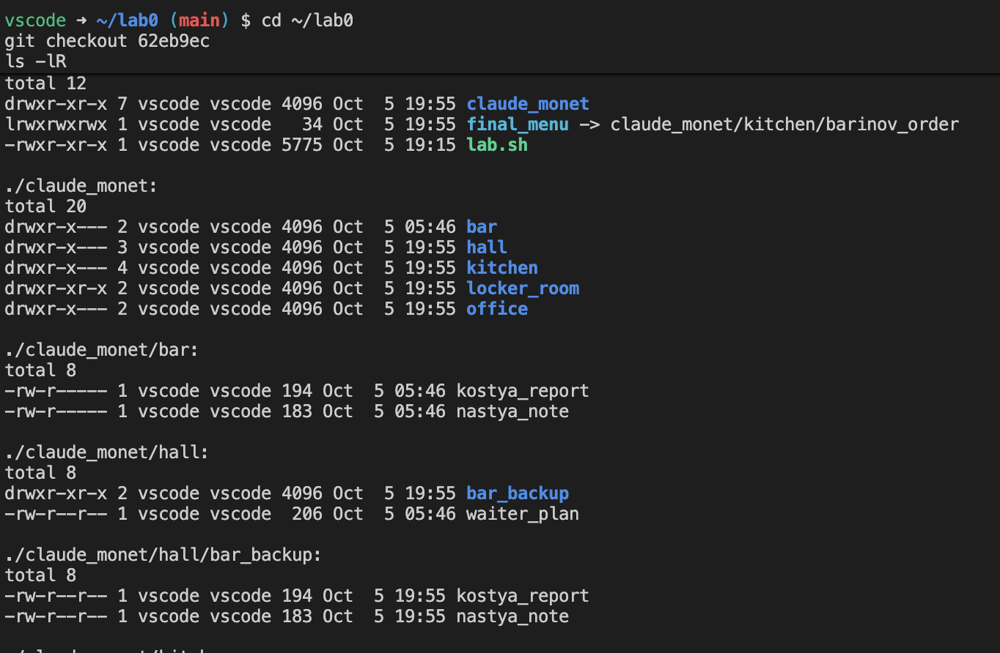 vscode ➜ ~/lab0 (main) $ cd ~/lab0
git checkout 62eb9ec
ls -lR
total 12
drwxr-xr-x 7 vscode vscode 4096 Oct  5 19:55 claude_monet
lrwxrwxrwx 1 vscode vscode   34 Oct  5 19:55 final_menu -> claude_monet/kitchen/barinov_order
-rwxr-xr-x 1 vscode vscode 5775 Oct  5 19:15 lab.sh

./claude_monet:
total 20
drwxr-x--- 2 vscode vscode 4096 Oct  5 05:46 bar
drwxr-x--- 3 vscode vscode 4096 Oct  5 19:55 hall
drwxr-x--- 4 vscode vscode 4096 Oct  5 19:55 kitchen
drwxr-xr-x 2 vscode vscode 4096 Oct  5 19:55 locker_room
drwxr-x--- 2 vscode vscode 4096 Oct  5 19:55 office

./claude_monet/bar:
total 8
-rw-r----- 1 vscode vscode 194 Oct  5 05:46 kostya_report
-rw-r----- 1 vscode vscode 183 Oct  5 05:46 nastya_note

./claude_monet/hall:
total 8
drwxr-xr-x 2 vscode vscode 4096 Oct  5 19:55 bar_backup
-rw-r--r-- 1 vscode vscode  206 Oct  5 05:46 waiter_plan

./claude_monet/hall/bar_backup:
total 8
-rw-r--r-- 1 vscode vscode 194 Oct  5 19:55 kostya_report
-rw-r--r-- 1 vscode vscode 183 Oct  5 19:55 nastya_note